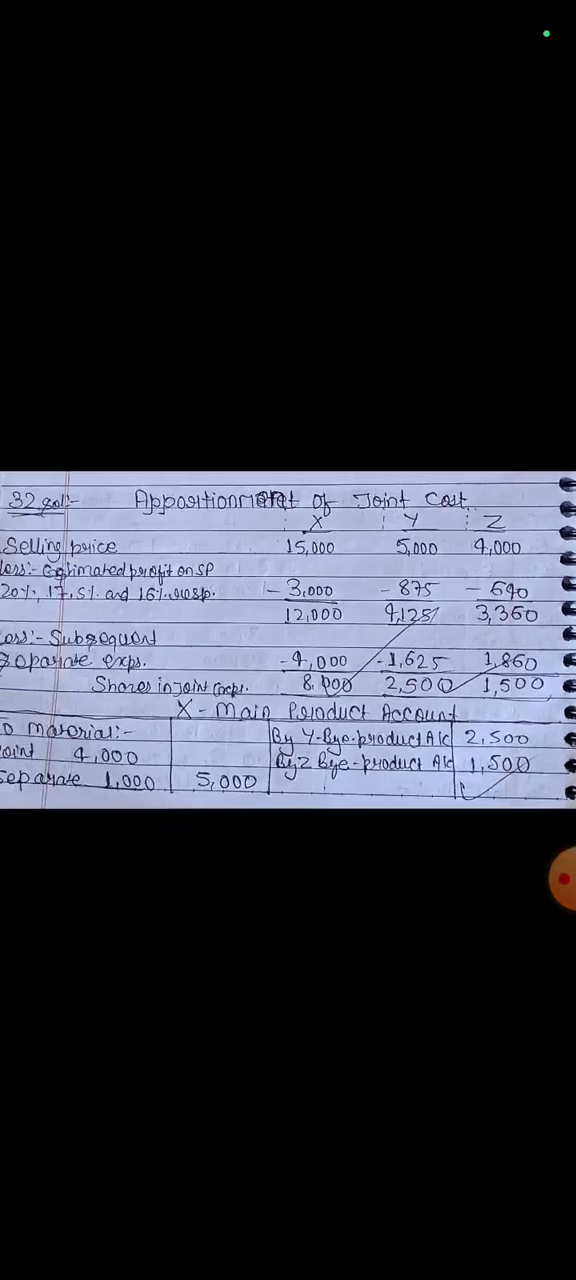 32 sol:- Apportionment of Joint Cost
X Y Z
Selling price 15,000 5,000 4,000
Less:- Estimated profit on SP
20%, 17.5% and 16% resp. - 3,000 - 875 - 640
12,000 4,125 3,360
Less:- Subsequent
Separate exps. - 4,000 - 1,625 1,860
Shares in Joint exps. 8,000 2,500 1,500
X - Main Product Account
o Material:- By Y-Bye-product A/c 2,500
oint 4,000 By Z Bye-product A/c 1,500
Separate 1,000 5,000